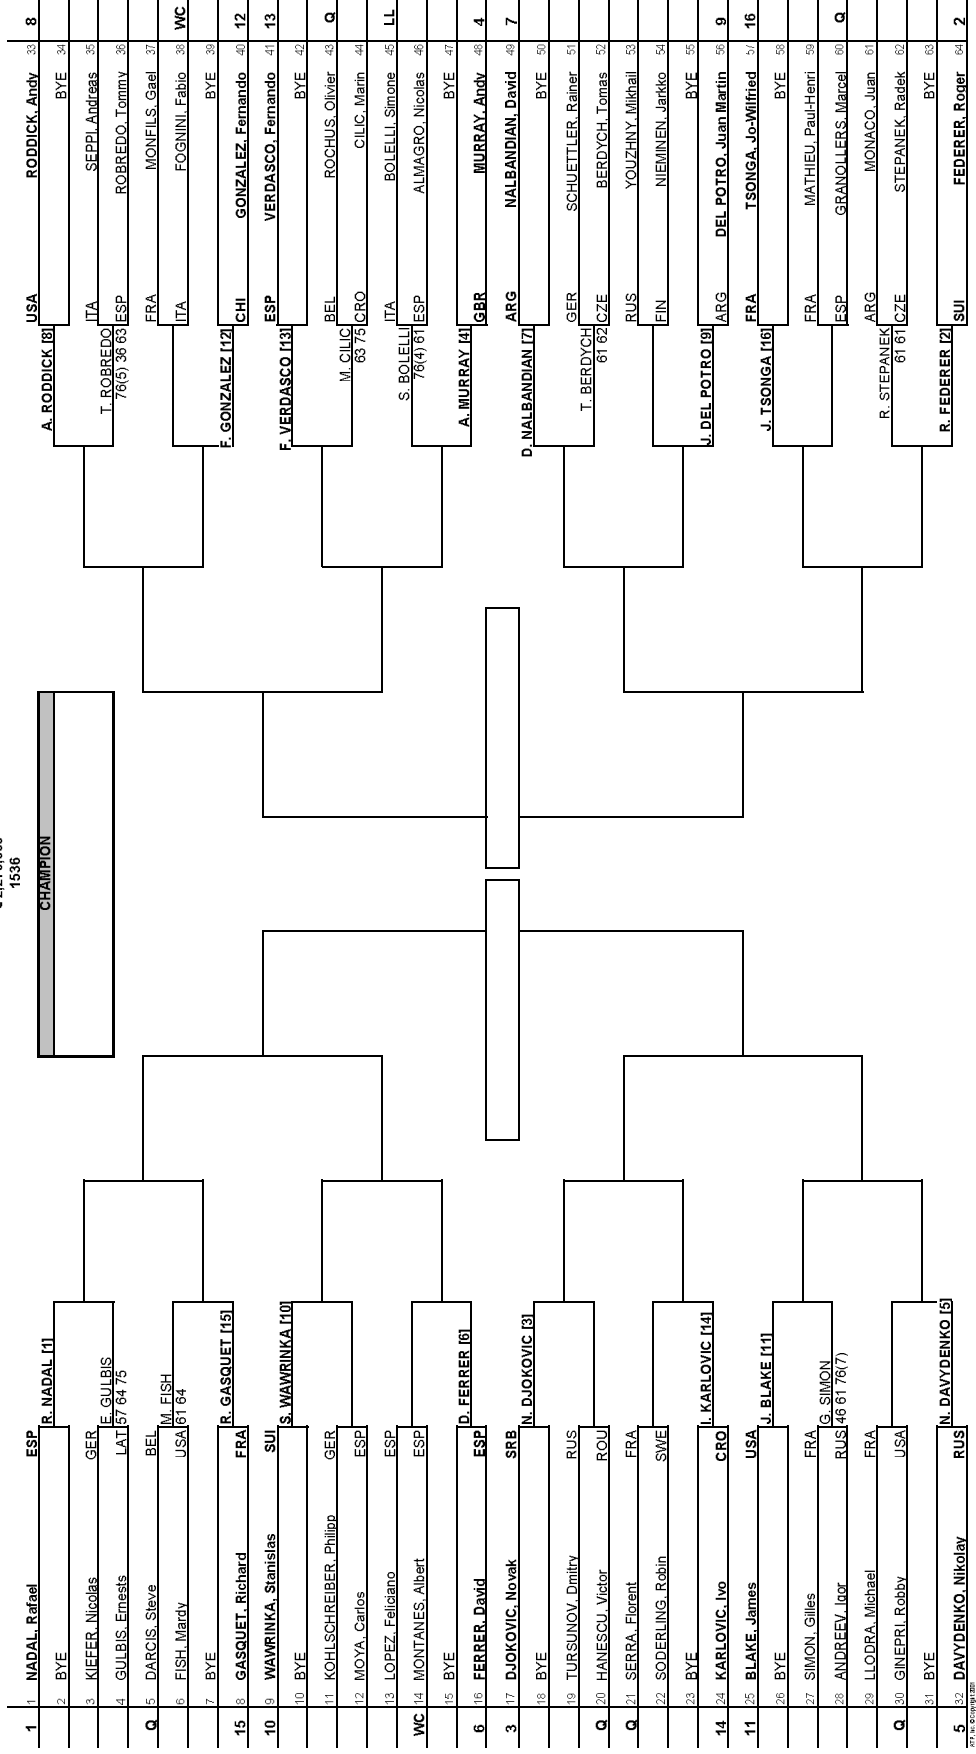 1536
CHAMPION
1 1 NADAL, Rafael ESP
2 BYE
3 KIEFER, Nicolas GER
4 GULBIS, Ernests LAT
Q 5 DARCIS, Steve BEL
6 FISH, Mardy USA
7 BYE
15 8 GASQUET, Richard FRA
10 9 WAWRINKA, Stanislas SUI
10 BYE
11 KOHLSCHREIBER, Philipp GER
12 MOYA, Carlos ESP
13 LOPEZ, Feliciano ESP
WC 14 MONTANES, Albert ESP
15 BYE
6 16 FERRER, David ESP
3 17 DJOKOVIC, Novak SRB
18 BYE
19 TURSUNOV, Dmitry RUS
Q 20 HANESCU, Victor ROU
Q 21 SERRA, Florent FRA
22 SODERLING, Robin SWE
23 BYE
14 24 KARLOVIC, Ivo CRO
11 25 BLAKE, James USA
26 BYE
27 SIMON, Gilles FRA
28 ANDREEV, Igor RUS
29 LLODRA, Michael FRA
Q 30 GINEPRI, Robby USA
31 BYE
5 32 DAVYDENKO, Nikolay RUS
R. NADAL [1]
E. GULBIS
57 64 75
M. FISH
61 64
R. GASQUET [15]
S. WAWRINKA [10]
D. FERRER [6]
N. DJOKOVIC [3]
I. KARLOVIC [14]
J. BLAKE [11]
G. SIMON
46 61 76(7)
N. DAVYDENKO [5]
A. RODDICK [8]
T. ROBREDO
76(5) 36 63
F. GONZALEZ [12]
F. VERDASCO [13]
M. CILIC
63 75
S. BOLELLI
76(4) 61
A. MURRAY [4]
D. NALBANDIAN [7]
T. BERDYCH
61 62
J. DEL POTRO [9]
J. TSONGA [16]
R. STEPANEK
61 61
R. FEDERER [2]
USA RODDICK, Andy 33 8
BYE 34
ITA SEPPI, Andreas 35
ESP ROBREDO, Tommy 36
FRA MONFILS, Gael 37
ITA FOGNINI, Fabio 38 WC
BYE 39
CHI GONZALEZ, Fernando 40 12
ESP VERDASCO, Fernando 41 13
BYE 42
BEL ROCHUS, Olivier 43 Q
CRO CILIC, Marin 44
ITA BOLELLI, Simone 45 LL
ESP ALMAGRO, Nicolas 46
BYE 47
GBR MURRAY, Andy 48 4
ARG NALBANDIAN, David 49 7
BYE 50
GER SCHUETTLER, Rainer 51
CZE BERDYCH, Tomas 52
RUS YOUZHNY, Mikhail 53
FIN NIEMINEN, Jarkko 54
BYE 55
ARG DEL POTRO, Juan Martin 56 9
FRA TSONGA, Jo-Wilfried 57 16
BYE 58
FRA MATHIEU, Paul-Henri 59
ESP GRANOLLERS, Marcel 60 Q
ARG MONACO, Juan 61
CZE STEPANEK, Radek 62
BYE 63
SUI FEDERER, Roger 64 2